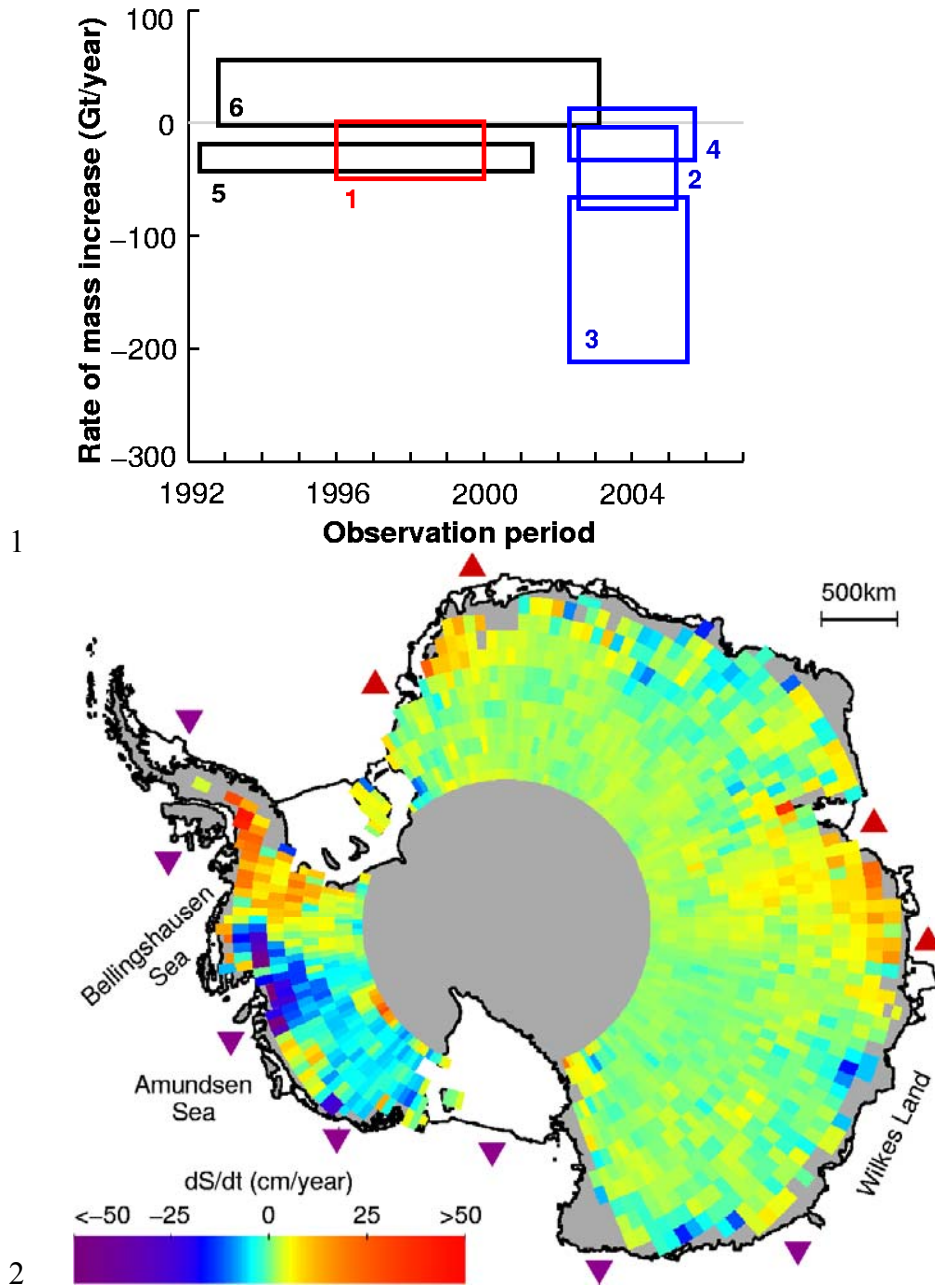 100
0
−100
−200
−300
Rate of mass increase (Gt/year)
6
5
1
4
2
3
1992
1996
2000
2004
Observation period
1
500km
Bellingshausen
Sea
Amundsen
Sea
Wilkes Land
dS/dt (cm/year)
<−50 −25 0 25 >50
2